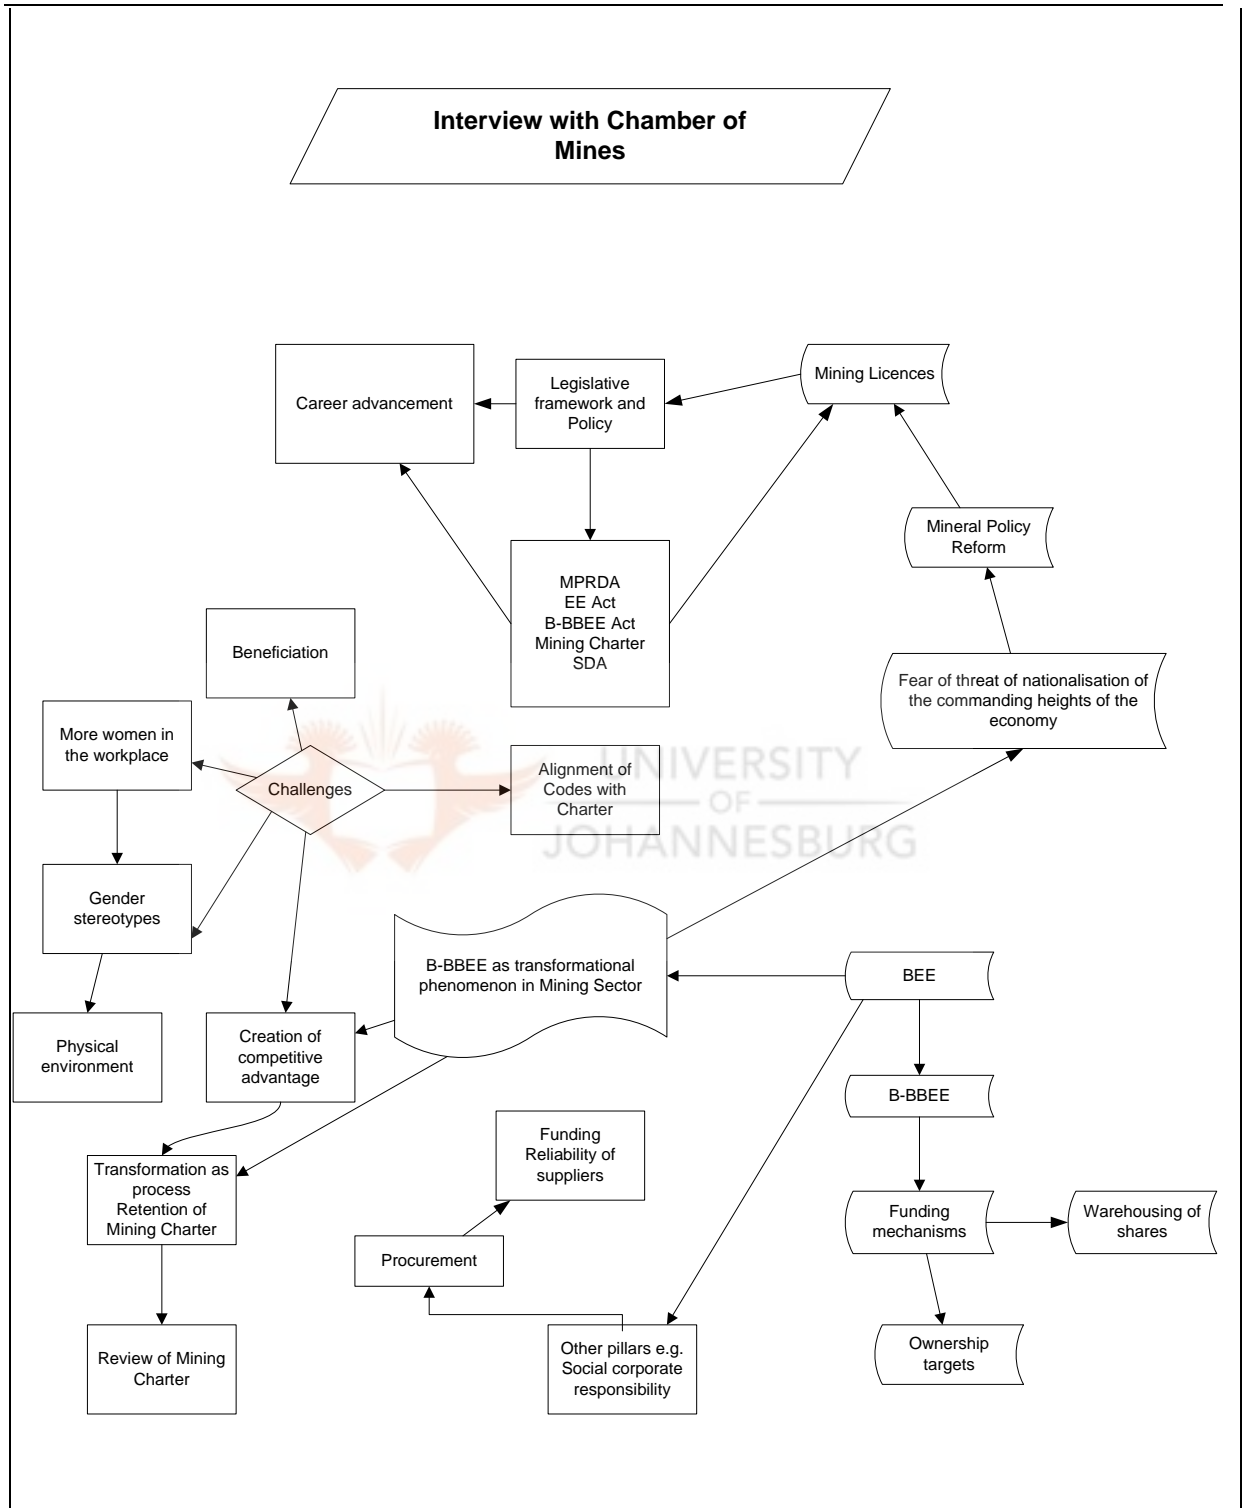 Interview with Chamber of
Mines
Career advancement
Legislative
framework and
Policy
Mining Licences
Mineral Policy
Reform
MPRDA
EE Act
B-BBEE Act
Mining Charter
SDA
Beneficiation
Fear of threat of nationalisation of
the commanding heights of the
economy
More women in
the workplace
Challenges
Alignment of
Codes with
Charter
UNIVERSITY
OF
JOHANNESBURG
Gender
stereotypes
B-BBEE as transformational
phenomenon in Mining Sector
BEE
Physical
environment
Creation of
competitive
advantage
B-BBEE
Funding
Reliability of
suppliers
Transformation as
process
Retention of
Mining Charter
Funding
mechanisms
Warehousing of
shares
Procurement
Review of Mining
Charter
Other pillars e.g.
Social corporate
responsibility
Ownership
targets